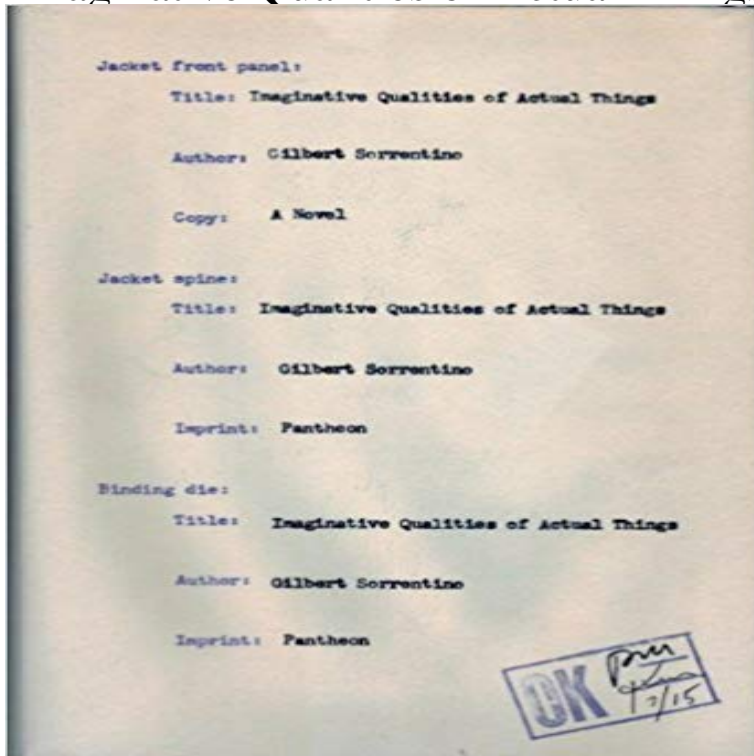 Jacket front panel:
Title: Imaginative Qualities of Actual Things
Author: Gilbert Sorrentino
Copy: A Novel
Jacket spine:
Title: Imaginative Qualities of Actual Things
Author: Gilbert Sorrentino
Imprint: Pantheon
Binding die:
Title: Imaginative Qualities of Actual Things
Author: Gilbert Sorrentino
Imprint: Pantheon
OK
7/15